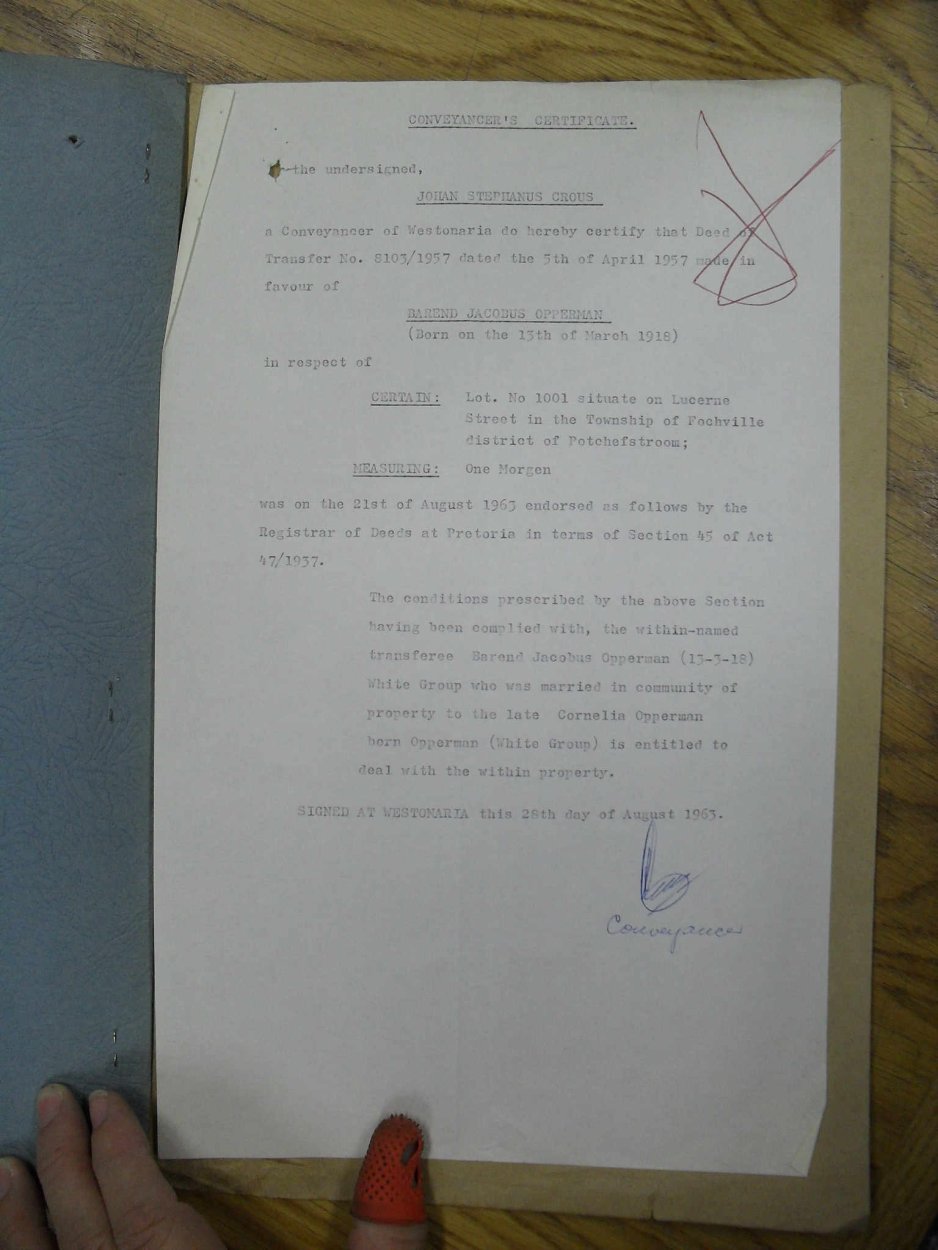 CONVEYANCER'S CERTIFICATE.
the undersigned,
JOHAN STEPHANUS CROUS
a Conveyancer of Westonaria do hereby certify that Deed of
Transfer No. 8103/1957 dated the 5th of April 1957 made in
favour of
BAREND JACOBUS OPPERMAN
(Born on the 13th of March 1918)
in respect of
CERTAIN: Lot. No 1001 situate on Lucerne
Street in the Township of Fochville
district of Potchefstroom;
MEASURING: One Morgen
was on the 21st of August 1963 endorsed as follows by the
Registrar of Deeds at Pretoria in terms of Section 45 of Act
47/1937.
The conditions prescribed by the above Section
having been complied with, the within-named
transferee Barend Jacobus Opperman (13-3-18)
White Group who was married in community of
property to the late Cornelia Opperman
born Opperman (White Group) is entitled to
deal with the within property.
SIGNED AT WESTONARIA this 28th day of August 1963.
Conveyancer